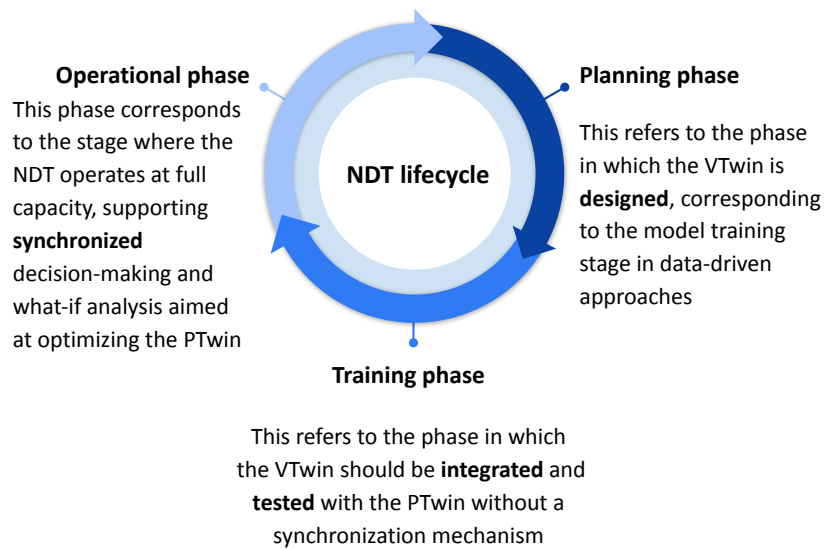 Operational phase
This phase corresponds
to the stage where the
NDT operates at full
capacity, supporting
synchronized
decision-making and
what-if analysis aimed
at optimizing the PTwin
NDT lifecycle
Planning phase
This refers to the phase
in which the VTwin is
designed, corresponding
to the model training
stage in data-driven
approaches
Training phase
This refers to the phase in which
the VTwin should be integrated and
tested with the PTwin without a
synchronization mechanism